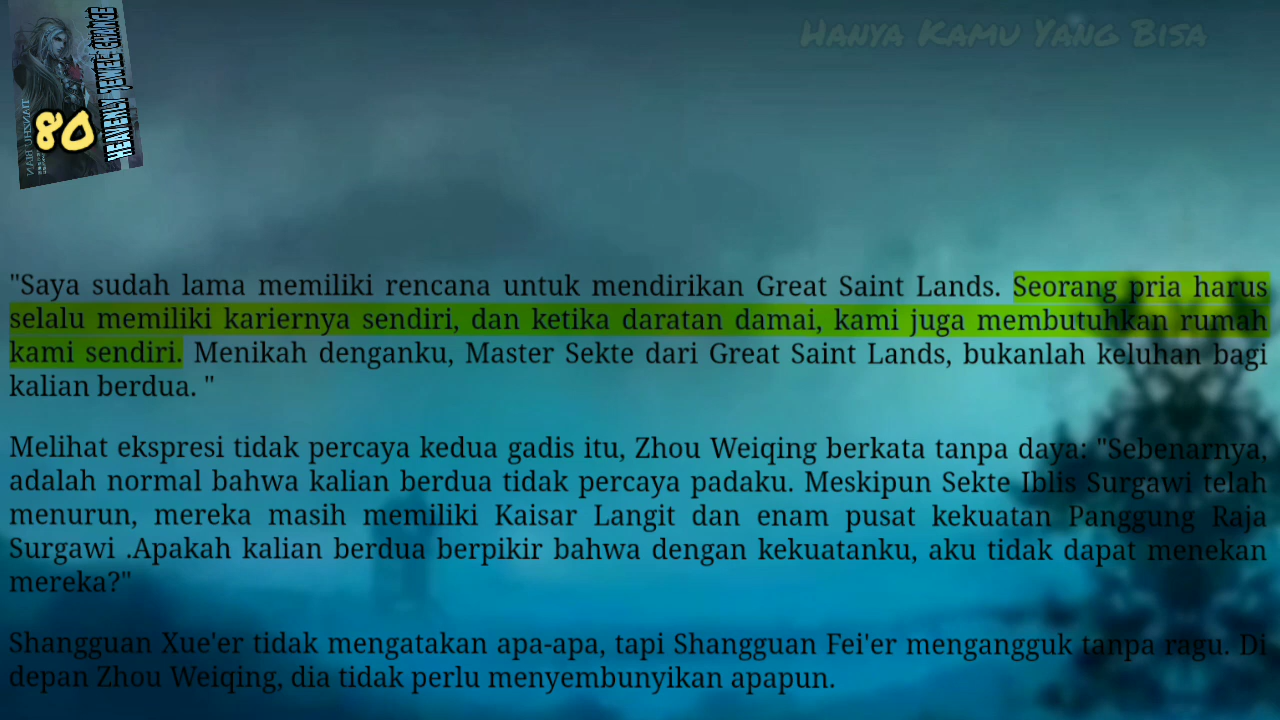 Hanya Kamu Yang Bisa
HEAVENLY JEWEL CHANGE
80
"Saya sudah lama memiliki rencana untuk mendirikan Great Saint Lands. Seorang pria harus
selalu memiliki kariernya sendiri, dan ketika daratan damai, kami juga membutuhkan rumah
kami sendiri. Menikah denganku, Master Sekte dari Great Saint Lands, bukanlah keluhan bagi
kalian berdua. "
Melihat ekspresi tidak percaya kedua gadis itu, Zhou Weiqing berkata tanpa daya: "Sebenarnya,
adalah normal bahwa kalian berdua tidak percaya padaku. Meskipun Sekte Iblis Surgawi telah
menurun, mereka masih memiliki Kaisar Langit dan enam pusat kekuatan Panggung Raja
Surgawi .Apakah kalian berdua berpikir bahwa dengan kekuatanku, aku tidak dapat menekan
mereka?"
Shangguan Xue'er tidak mengatakan apa-apa, tapi Shangguan Fei'er mengangguk tanpa ragu. Di
depan Zhou Weiqing, dia tidak perlu menyembunyikan apapun.